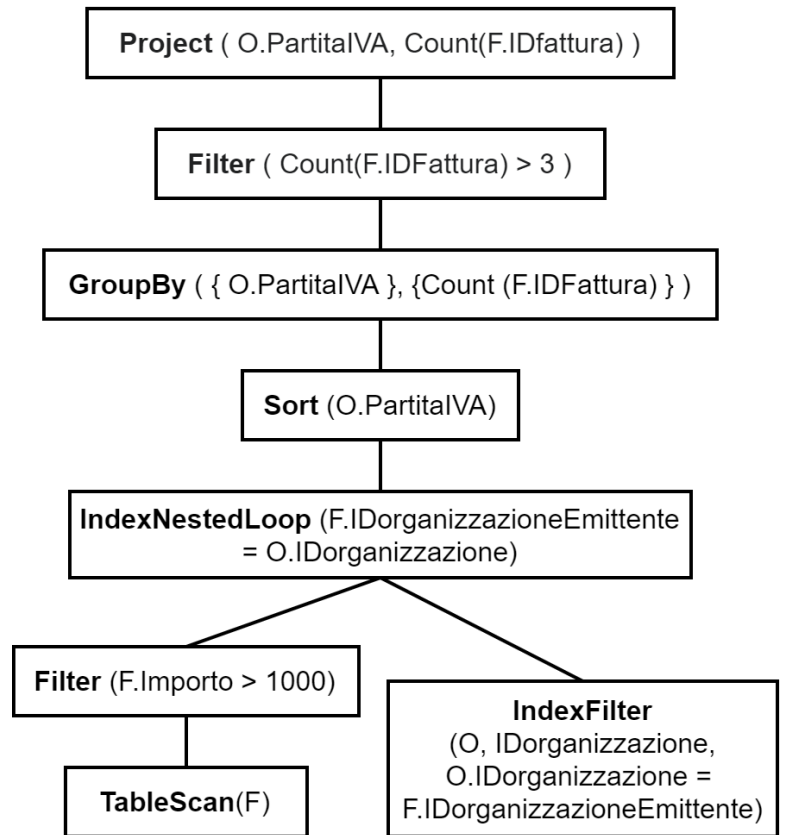 Project ( O.PartitaIVA, Count(F.IDfattura) )
Filter ( Count(F.IDFattura) > 3 )
GroupBy ( { O.PartitaIVA }, {Count (F.IDFattura) } )
Sort (O.PartitaIVA)
IndexNestedLoop (F.IDorganizzazioneEmittente
= O.IDorganizzazione)
Filter (F.Importo > 1000)
TableScan(F)
IndexFilter
(O, IDorganizzazione,
O.IDorganizzazione =
F.IDorganizzazioneEmittente)